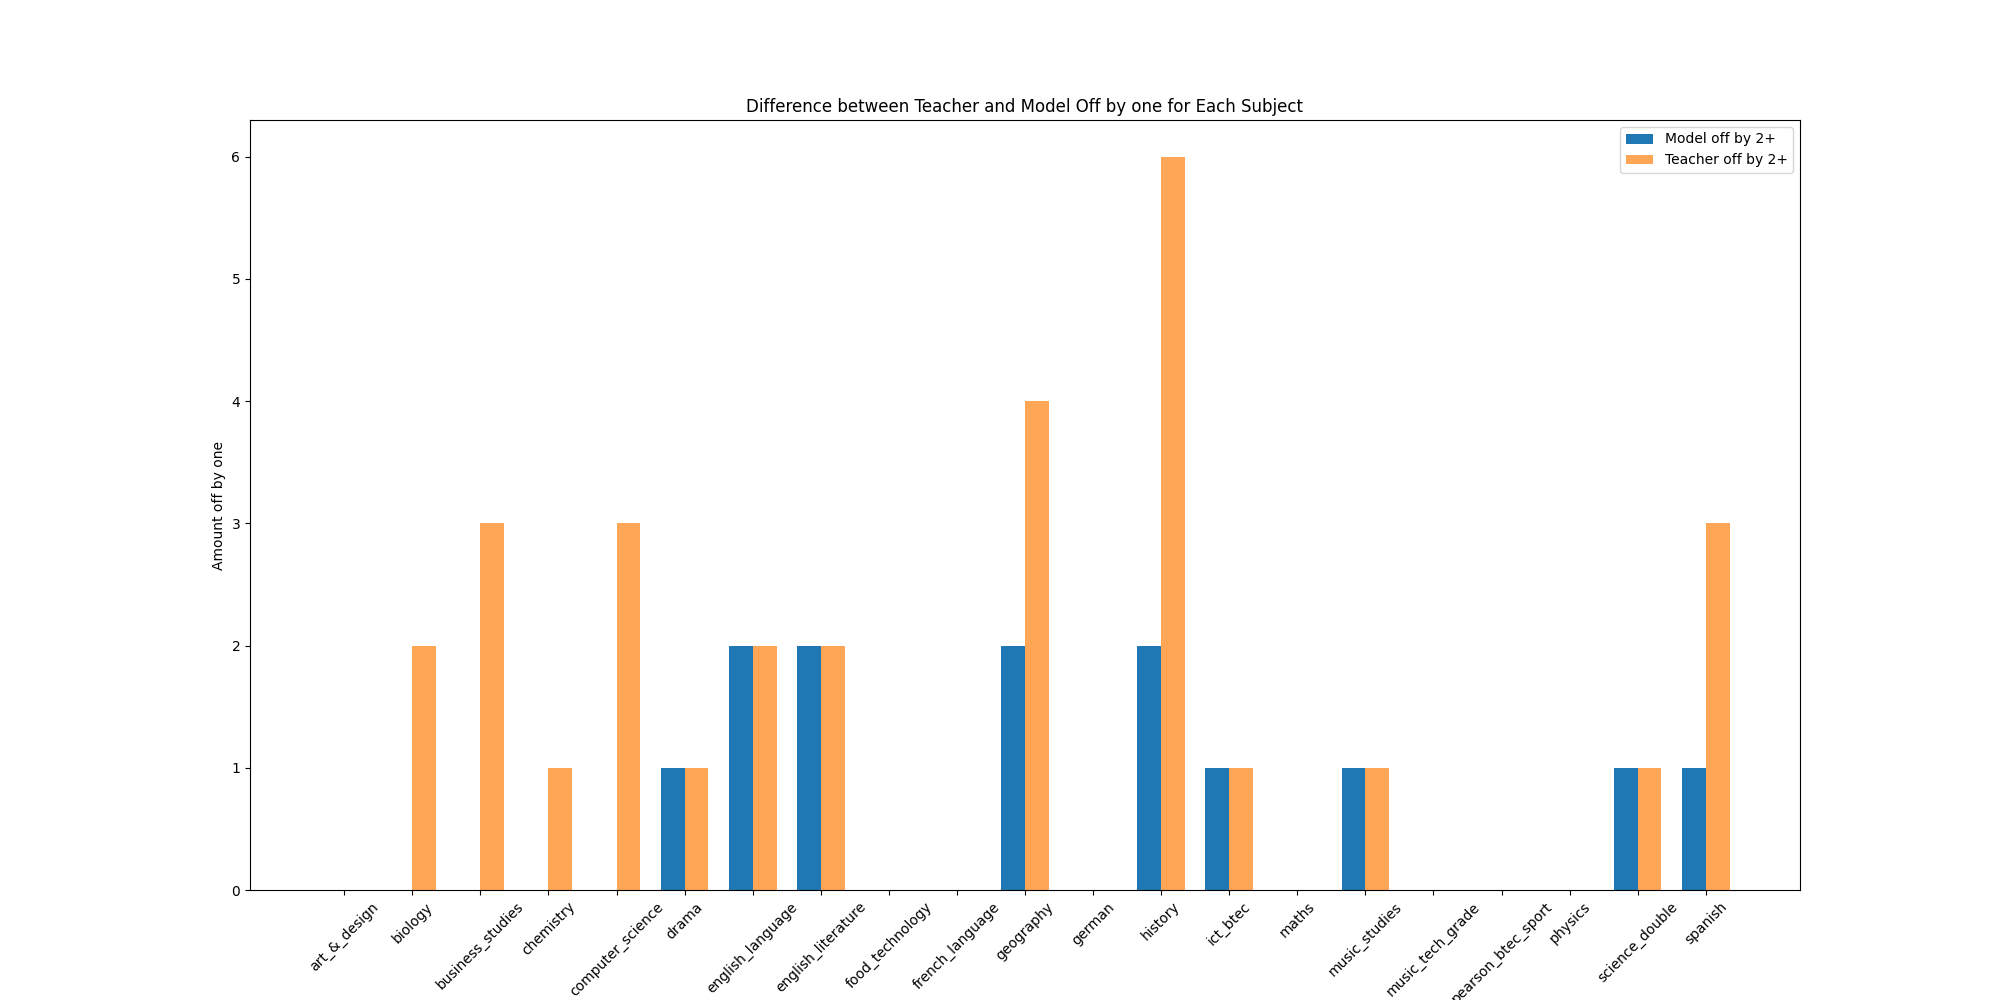 Difference between Teacher and Model Off by one for Each Subject
Model off by 2+
Teacher off by 2+
Amount off by one
6
5
4
3
2
1
0
art_&_design
biology
business_studies
chemistry
computer_science
drama
english_language
english_literature
food_technology
french_language
geography
german
history
ict_btec
maths
music_studies
music_tech_grade
pearson_btec_sport
physics
science_double
spanish